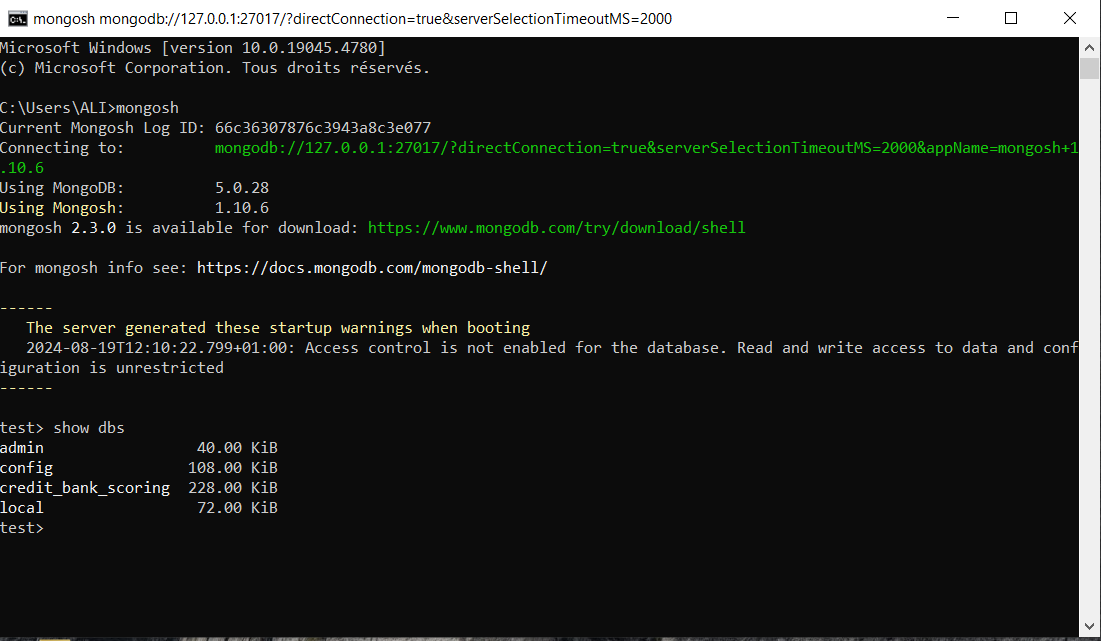 mongosh mongodb://127.0.0.1:27017/?directConnection=true&serverSelectionTimeoutMS=2000
Microsoft Windows [version 10.0.19045.4780]
(c) Microsoft Corporation. Tous droits réservés.
C:\Users\ALI>mongosh
Current Mongosh Log ID: 66c36307876c3943a8c3e077
Connecting to:          mongodb://127.0.0.1:27017/?directConnection=true&serverSelectionTimeoutMS=2000&appName=mongosh+1
.10.6
Using MongoDB:          5.0.28
Using Mongosh:          1.10.6
mongosh 2.3.0 is available for download: https://www.mongodb.com/try/download/shell
For mongosh info see: https://docs.mongodb.com/mongodb-shell/
------
   The server generated these startup warnings when booting
   2024-08-19T12:10:22.799+01:00: Access control is not enabled for the database. Read and write access to data and conf
iguration is unrestricted
------
test> show dbs
admin                 40.00 KiB
config               108.00 KiB
credit_bank_scoring  228.00 KiB
local                 72.00 KiB
test>